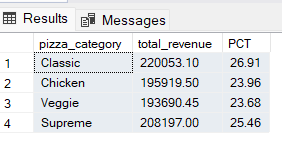 Results Messages
pizza_category total_revenue PCT
1 Classic 220053.10 26.91
2 Chicken 195919.50 23.96
3 Veggie 193690.45 23.68
4 Supreme 208197.00 25.46